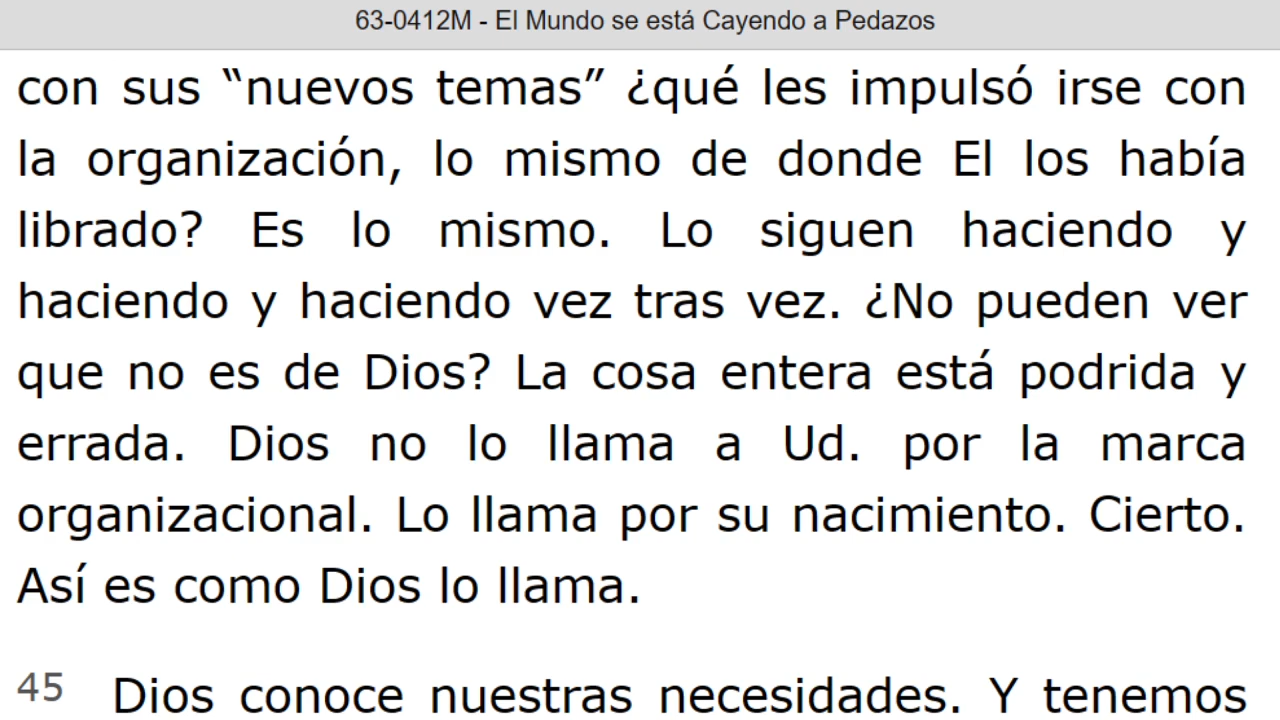 63-0412M - El Mundo se está Cayendo a Pedazos
con sus “nuevos temas” ¿qué les impulsó irse con
la organización, lo mismo de donde El los había
librado? Es lo mismo. Lo siguen haciendo y
haciendo y haciendo vez tras vez. ¿No pueden ver
que no es de Dios? La cosa entera está podrida y
errada. Dios no lo llama a Ud. por la marca
organizacional. Lo llama por su nacimiento. Cierto.
Así es como Dios lo llama.
45 Dios conoce nuestras necesidades. Y tenemos